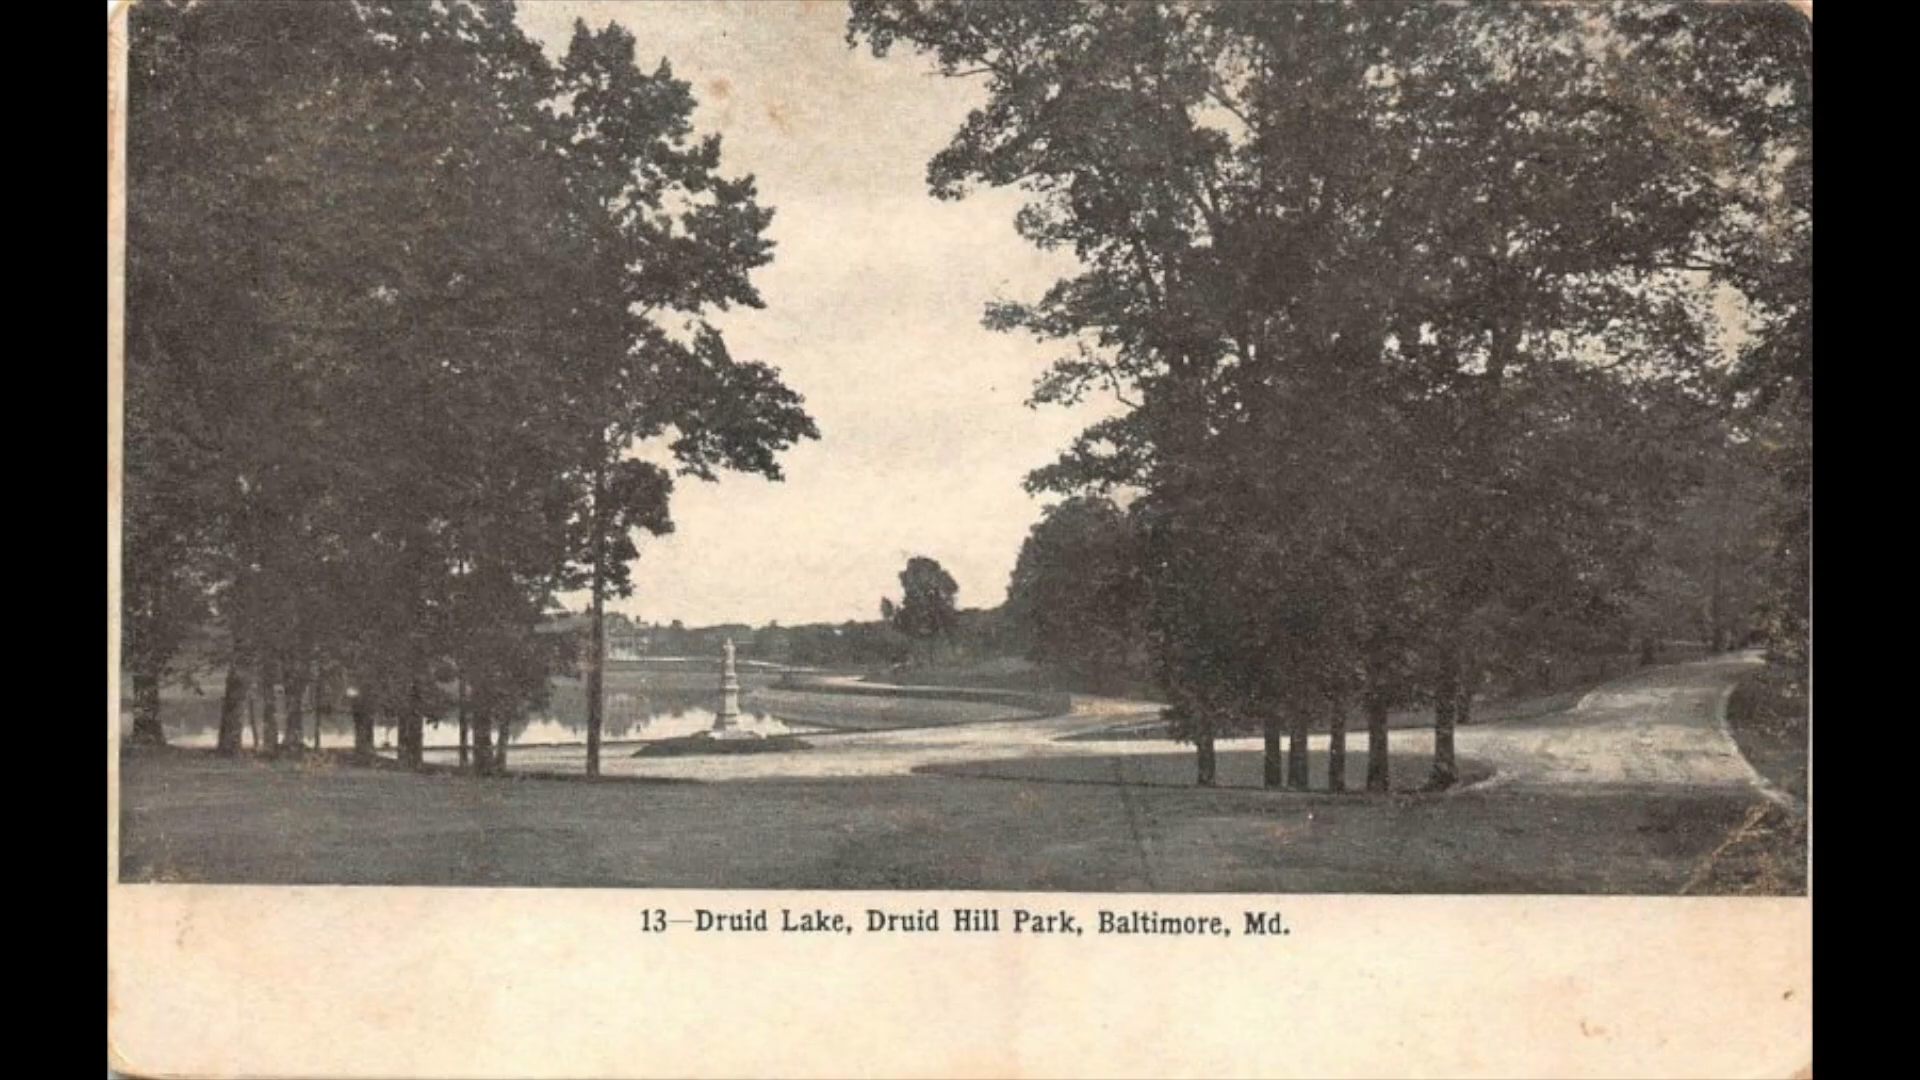 13—Druid Lake, Druid Hill Park, Baltimore, Md.